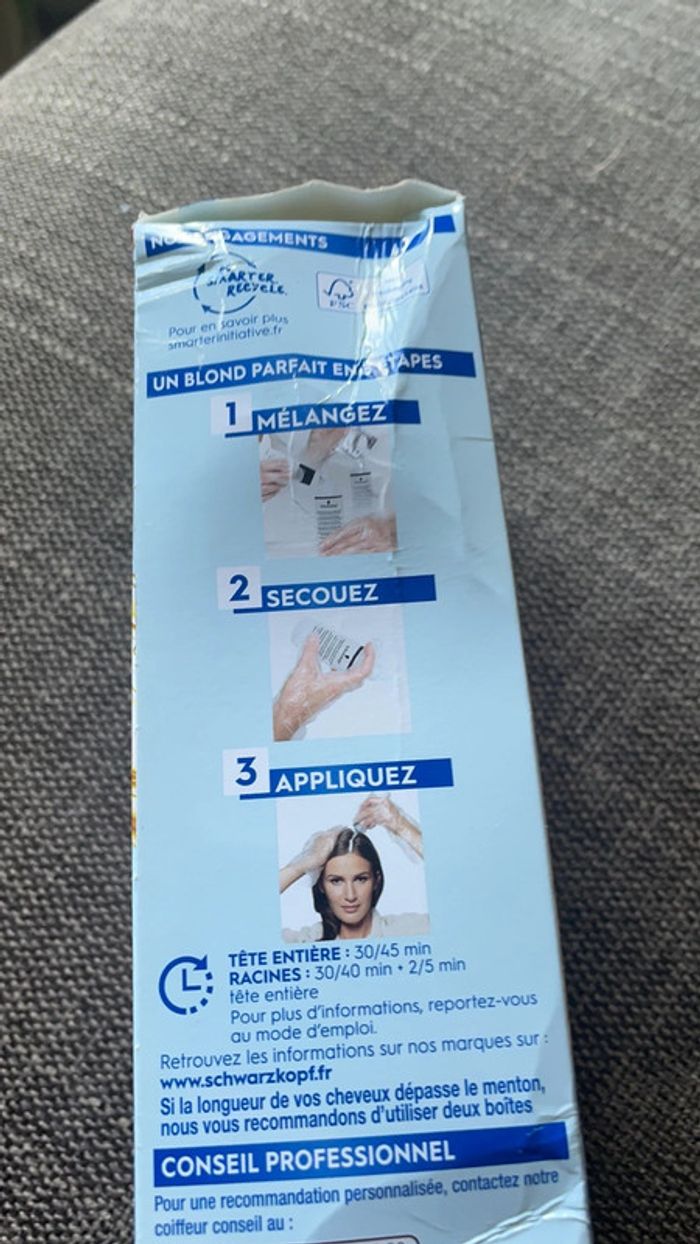 AGEMENTS
SMARTER
RECYCLE.
FSC
Pour en savoir plus
smarterinitiative.fr
UN BLOND PARFAIT EN ÉTAPES
1 MÉLANGEZ
2 SECOUEZ
3 APPLIQUEZ
TÊTE ENTIÈRE : 30/45 min
RACINES : 30/40 min + 2/5 min
tête entière
Pour plus d'informations, reportez-vous
au mode d'emploi.
Retrouvez les informations sur nos marques sur :
www.schwarzkopf.fr
Si la longueur de vos cheveux dépasse le menton,
nous vous recommandons d'utiliser deux boîtes
CONSEIL PROFESSIONNEL
Pour une recommandation personnalisée, contactez notre
coiffeur conseil au :